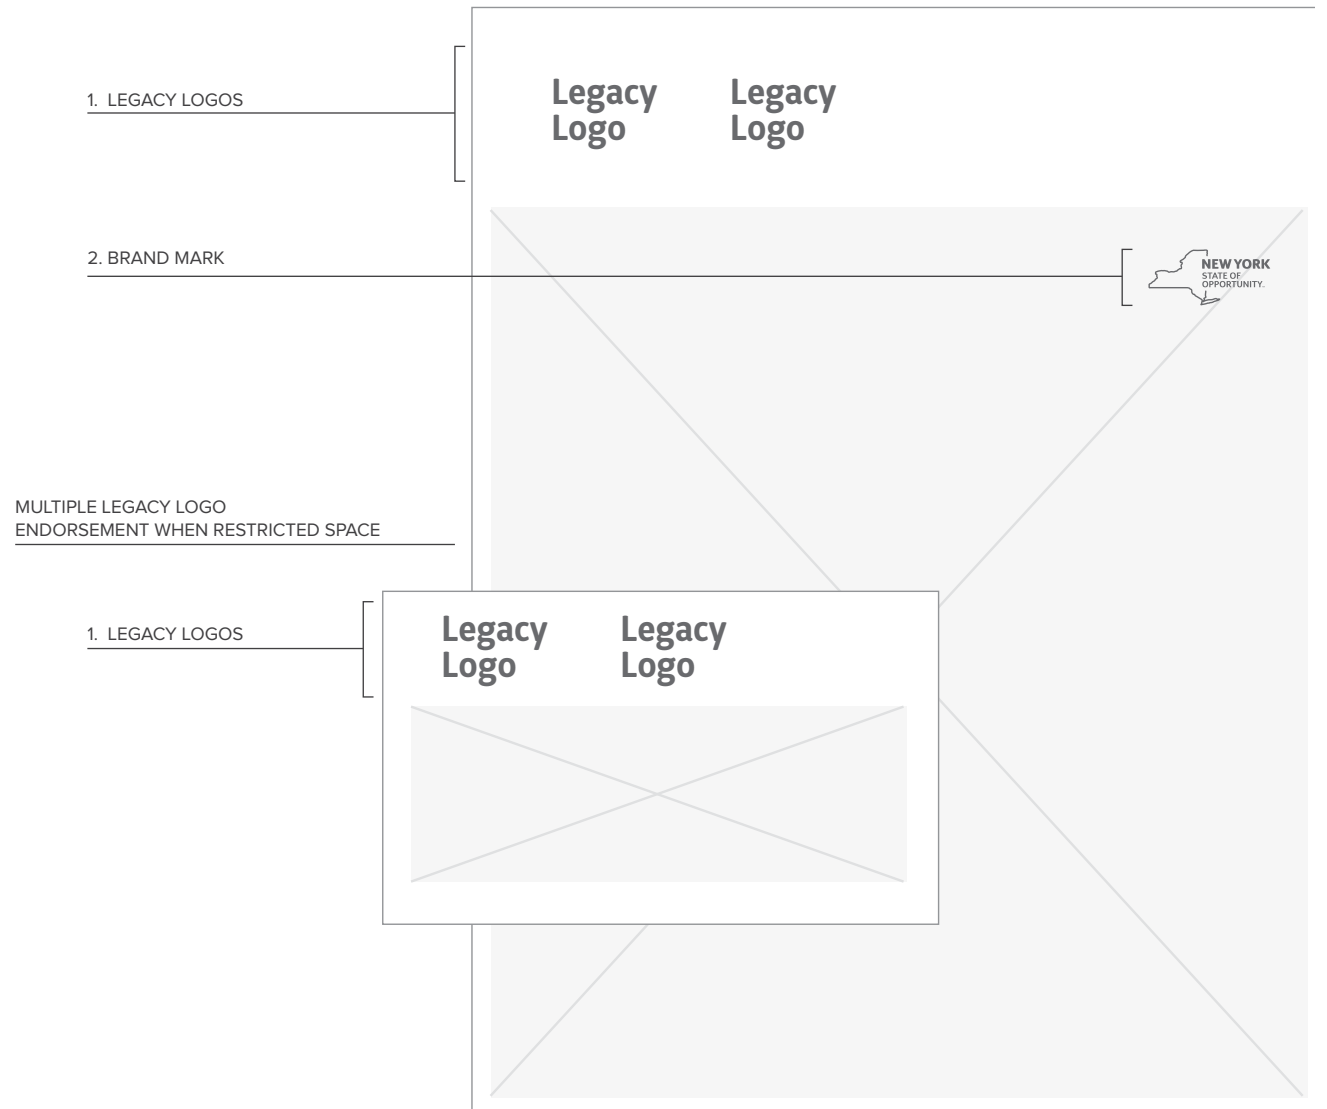 1. LEGACY LOGOS
Legacy Legacy
Logo Logo
2. BRAND MARK
NEW YORK
STATE OF
OPPORTUNITY™
MULTIPLE LEGACY LOGO
ENDORSEMENT WHEN RESTRICTED SPACE
1. LEGACY LOGOS
Legacy Legacy
Logo Logo